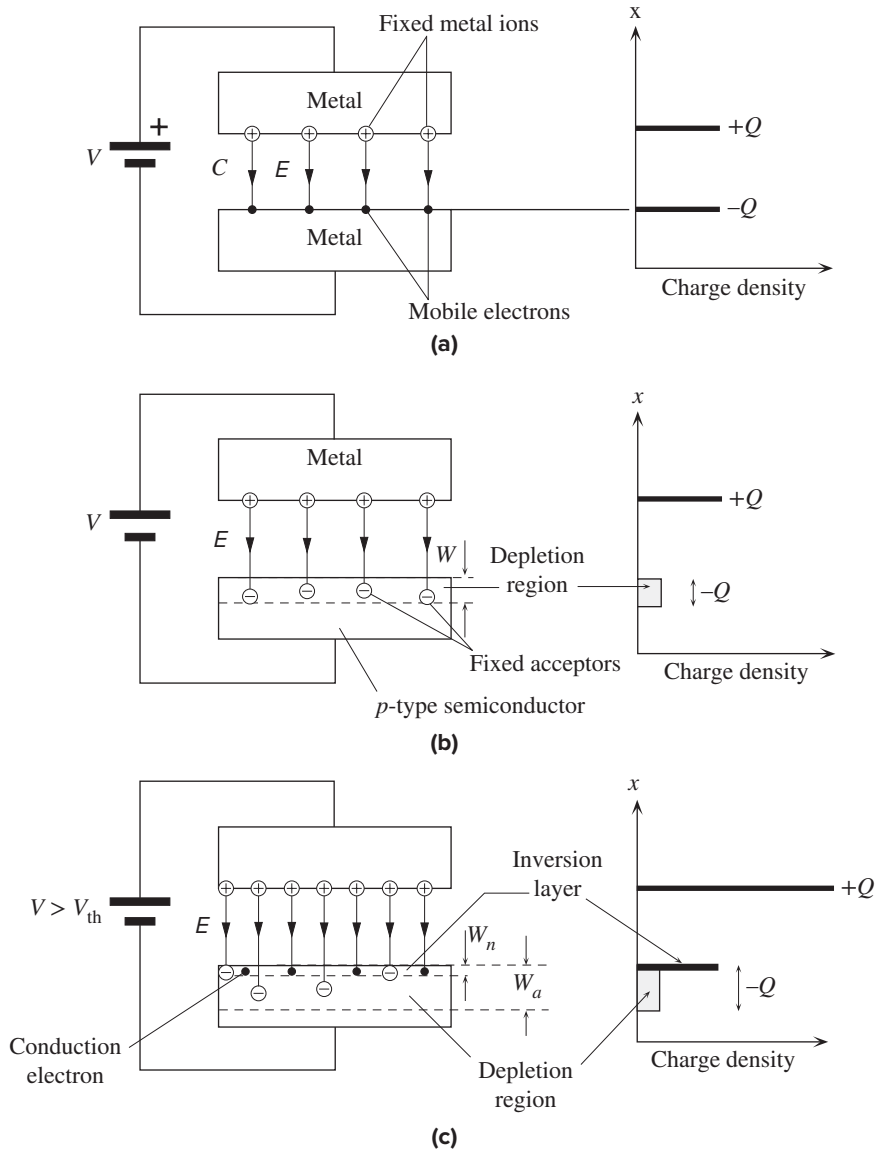 Fixed metal ions
x
Metal
+
V
C
E
+Q
–Q
Metal
Charge density
Mobile electrons
(a)
x
Metal
+Q
V
E
W
Depletion
region
–Q
Fixed acceptors
Charge density
p-type semiconductor
(b)
x
Inversion
layer
+Q
V > Vth
E
Wn
Wa
–Q
Conduction
electron
Depletion
region
Charge density
(c)